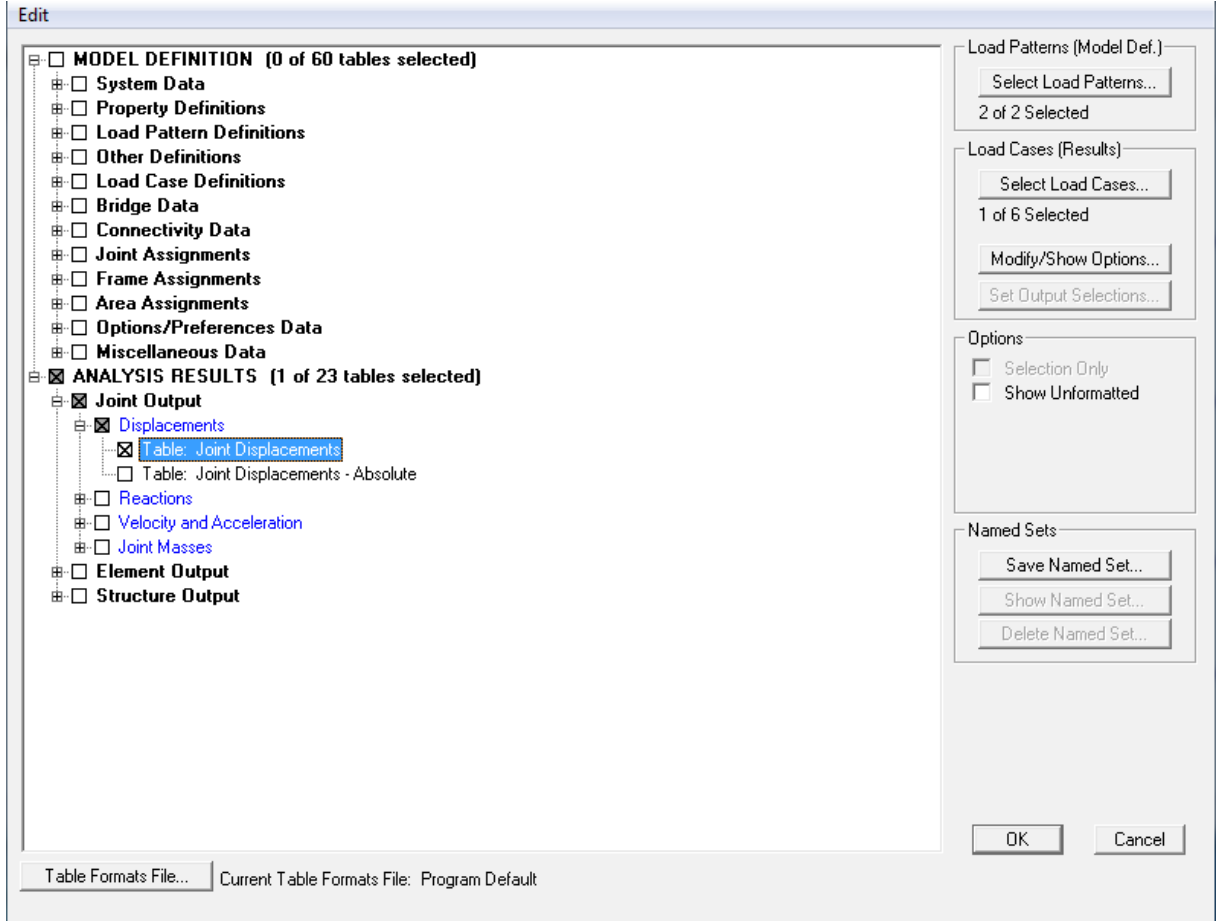 Edit
MODEL DEFINITION (0 of 60 tables selected)
System Data
Property Definitions
Load Pattern Definitions
Other Definitions
Load Case Definitions
Bridge Data
Connectivity Data
Joint Assignments
Frame Assignments
Area Assignments
Options/Preferences Data
Miscellaneous Data
ANALYSIS RESULTS (1 of 23 tables selected)
Joint Output
Displacements
Table: Joint Displacements
Table: Joint Displacements - Absolute
Reactions
Velocity and Acceleration
Joint Masses
Element Output
Structure Output
Load Patterns (Model Def.)
Select Load Patterns...
2 of 2 Selected
Load Cases (Results)
Select Load Cases...
1 of 6 Selected
Modify/Show Options...
Set Output Selections...
Options
Selection Only
Show Unformatted
Named Sets
Save Named Set...
Show Named Set...
Delete Named Set...
OK
Cancel
Table Formats File...
Current Table Formats File: Program Default